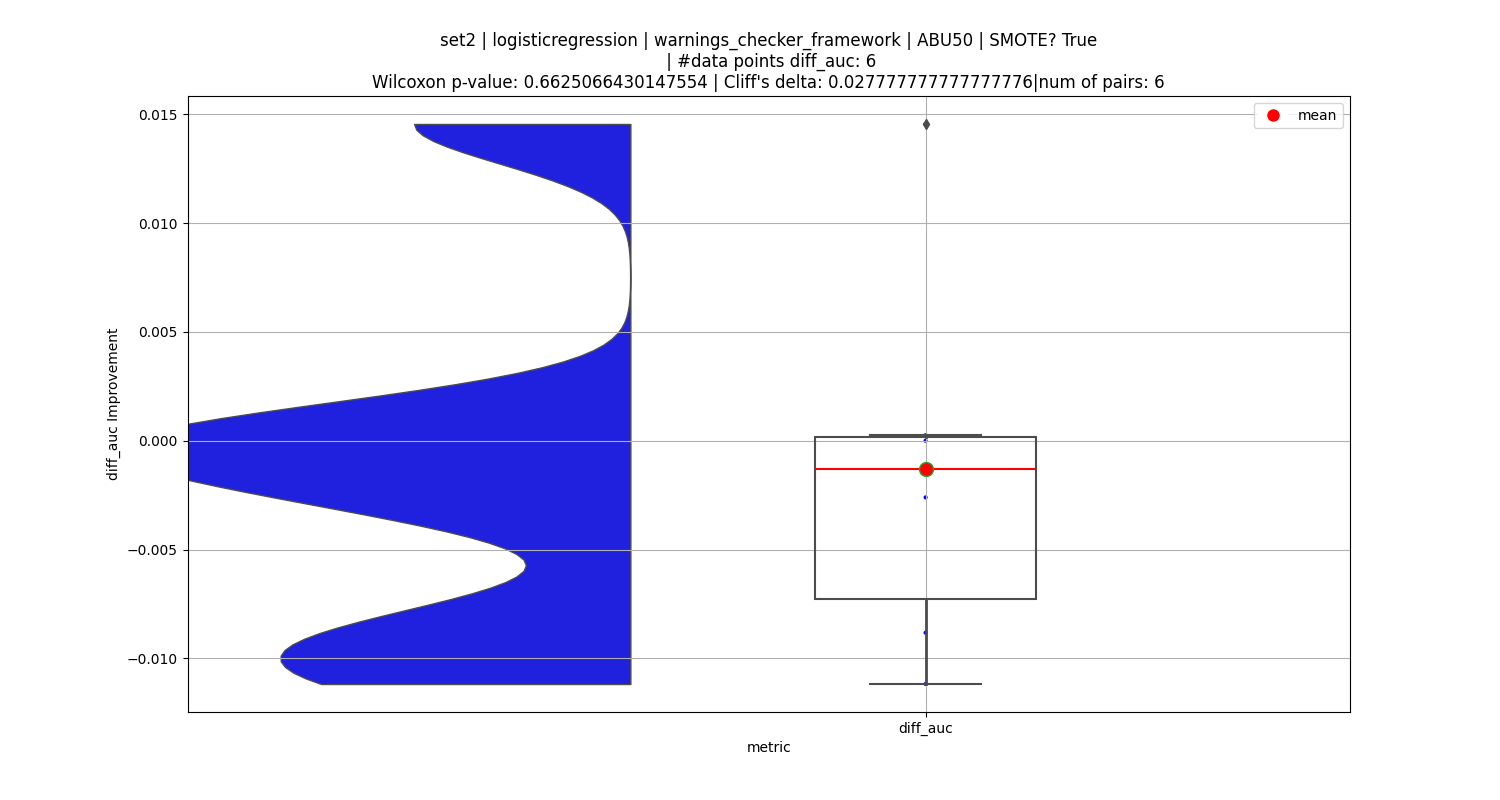 set2 | logisticregression | warnings_checker_framework | ABU50 | SMOTE? True
| #data points diff_auc: 6
Wilcoxon p-value: 0.6625066430147554 | Cliff's delta: 0.027777777777777776|num of pairs: 6
mean
0.015
0.010
0.005
0.000
−0.005
−0.010
diff_auc Improvement
diff_auc
metric